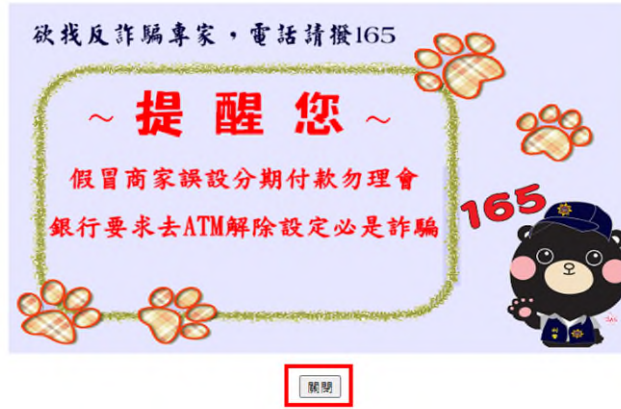 欲找反詐騙專家，電話請撥165
~ 提 醒 您 ~
假冒商家誤設分期付款勿理會
銀行要求去ATM解除設定必是詐騙
165
關閉